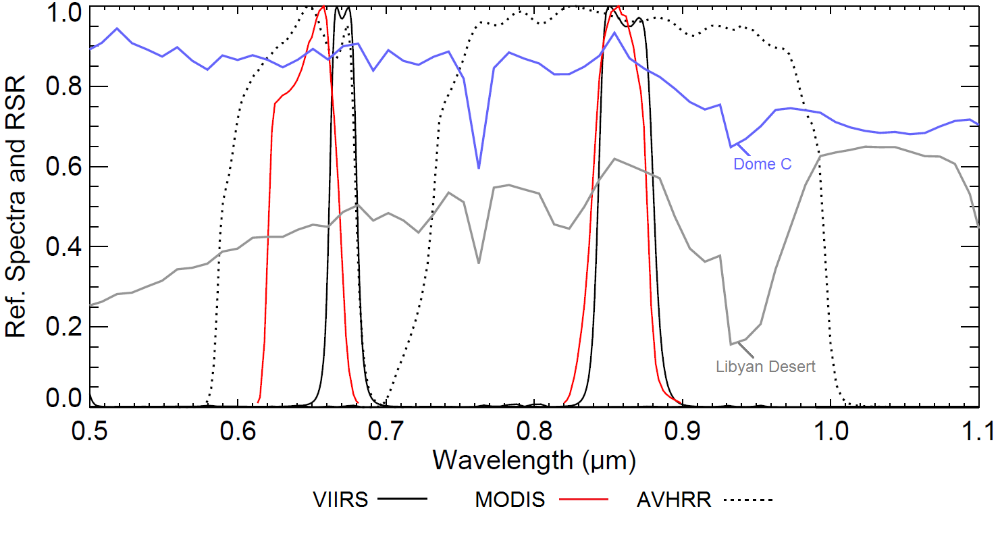 Ref. Spectra and RSR
1.0
0.8
0.6
0.4
0.2
0.0
Dome C
Libyan Desert
0.5 0.6 0.7 0.8 0.9 1.0 1.1
Wavelength (µm)
VIIRS MODIS AVHRR